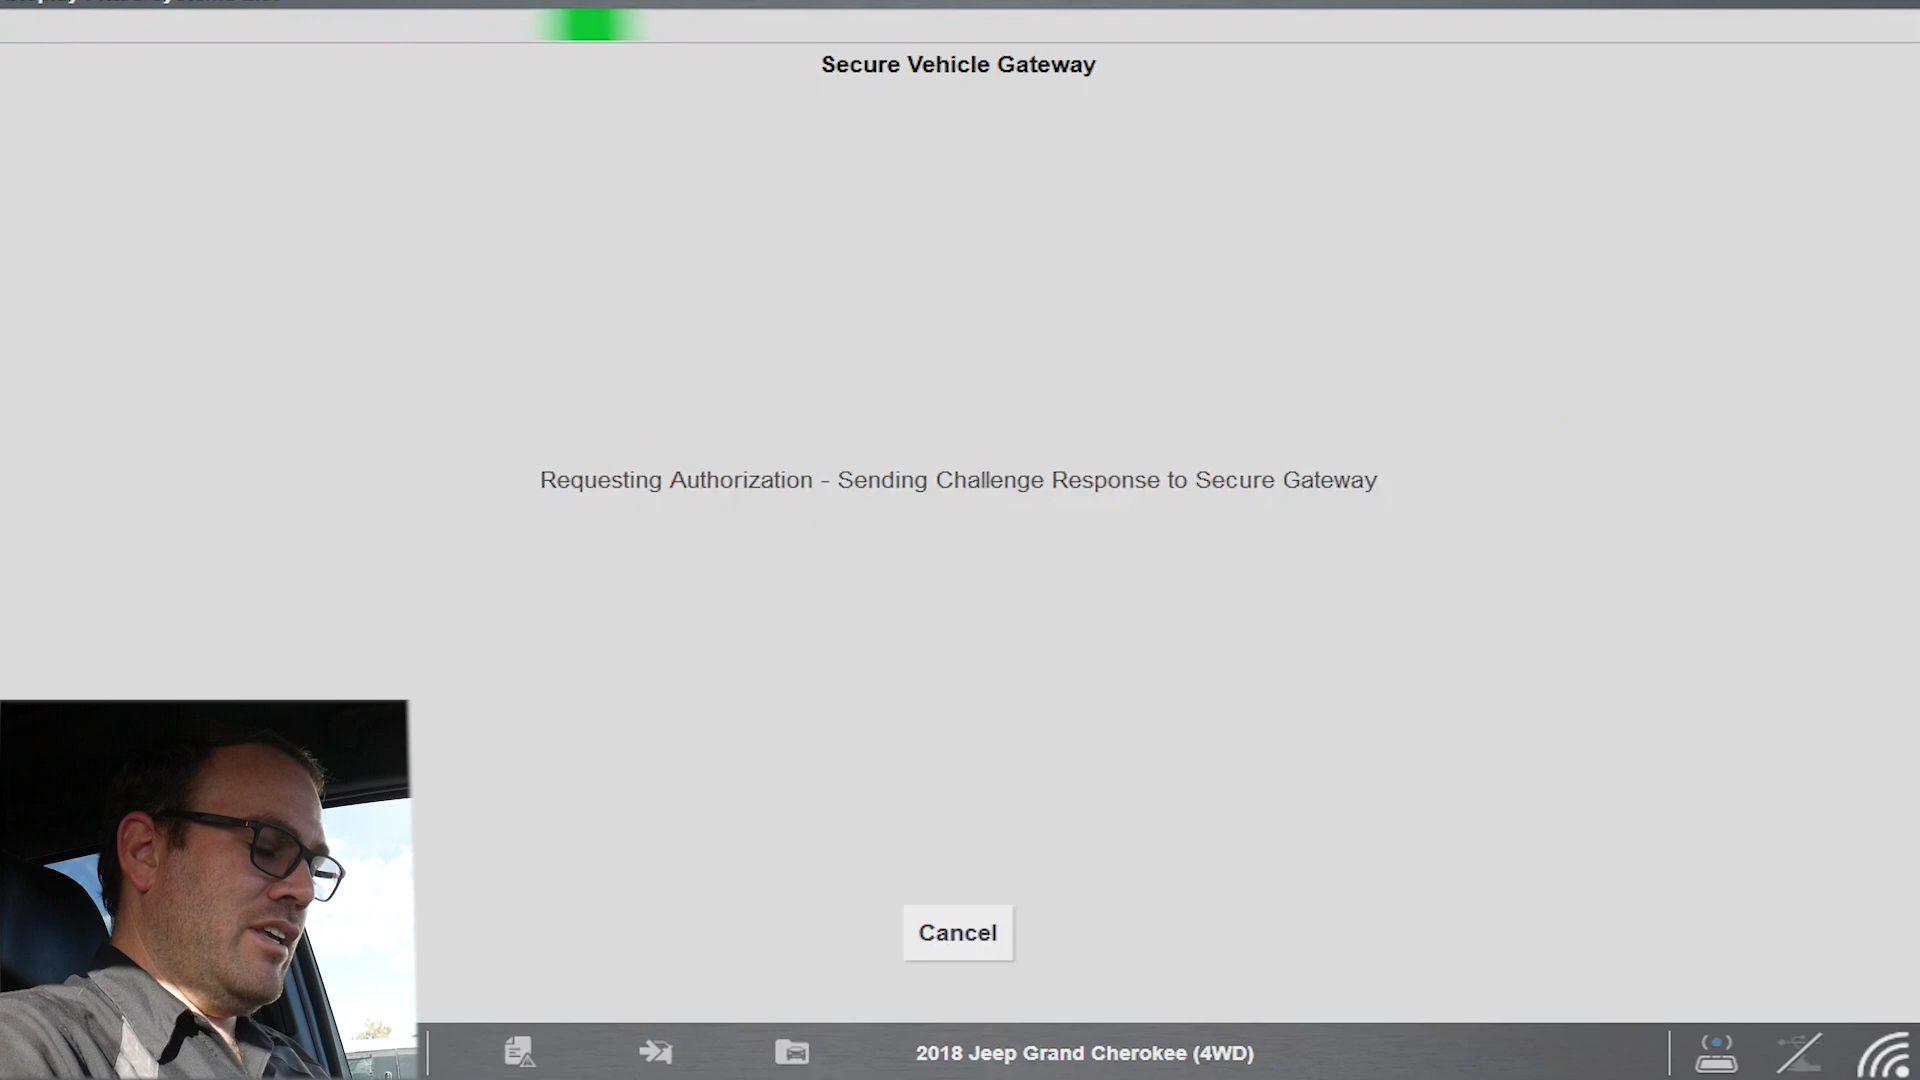 Secure Vehicle Gateway
Requesting Authorization - Sending Challenge Response to Secure Gateway
Cancel
2018 Jeep Grand Cherokee (4WD)